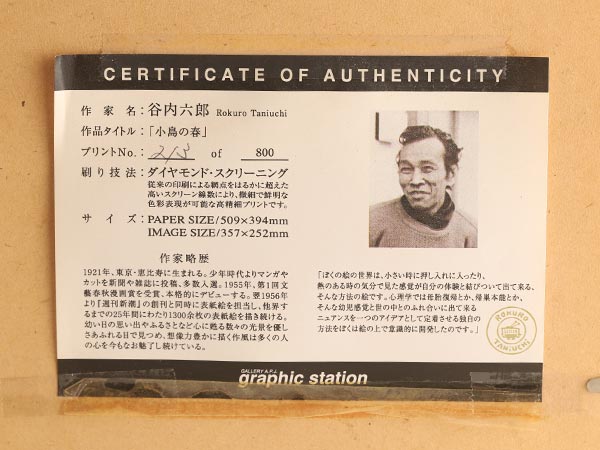 CERTIFICATE OF AUTHENTICITY
作家名：谷内六郎 Rokuro Taniuchi
作品タイトル：「小鳥の春」
プリントNo.： 213 of 800
刷り技法：ダイヤモンド・スクリーニング
従来の印刷による網点をはるかに超えた
高いスクリーン線数により、微細で鮮明な
色彩表現が可能な高精細プリントです。
サイズ：PAPER SIZE/509×394mm
IMAGE SIZE/357×252mm
作家略歴
1921年、東京・恵比寿に生まれる。少年時代よりマンガや
カットを新聞や雑誌に投稿、多数入選。1955年、第1回文
藝春秋漫画賞を受賞、本格的にデビューする。翌1956年
より『週刊新潮』の創刊と同時に表紙絵を担当し、他界す
るまでの25年間にわたり1300余枚の表紙絵を描き続ける。
幼い日の思い出やふるさとなど心に甦る数々の光景を優し
さあふれる目で見つめ、想像力豊かに描く作風は多くの人
の心を今もなお魅了し続けている。
「ぼくの絵の世界は、小さい時に押し入れに入ったり、
熱のある時の気分で見た感覚が自分の体験と結びついて出て来る、
そんな方法の絵です。心理学では母胎復帰とか、帰巣本能とか、
そんな幼児感覚と世の中とのふれ合いに出て来る
ニュアンスを一つのアイデアとして定着させる独自の
方法をぼくは絵の上で意識的に開発したのです。」
ROKURO
TANIUCHI
GALLERY A.P.J.
graphic station